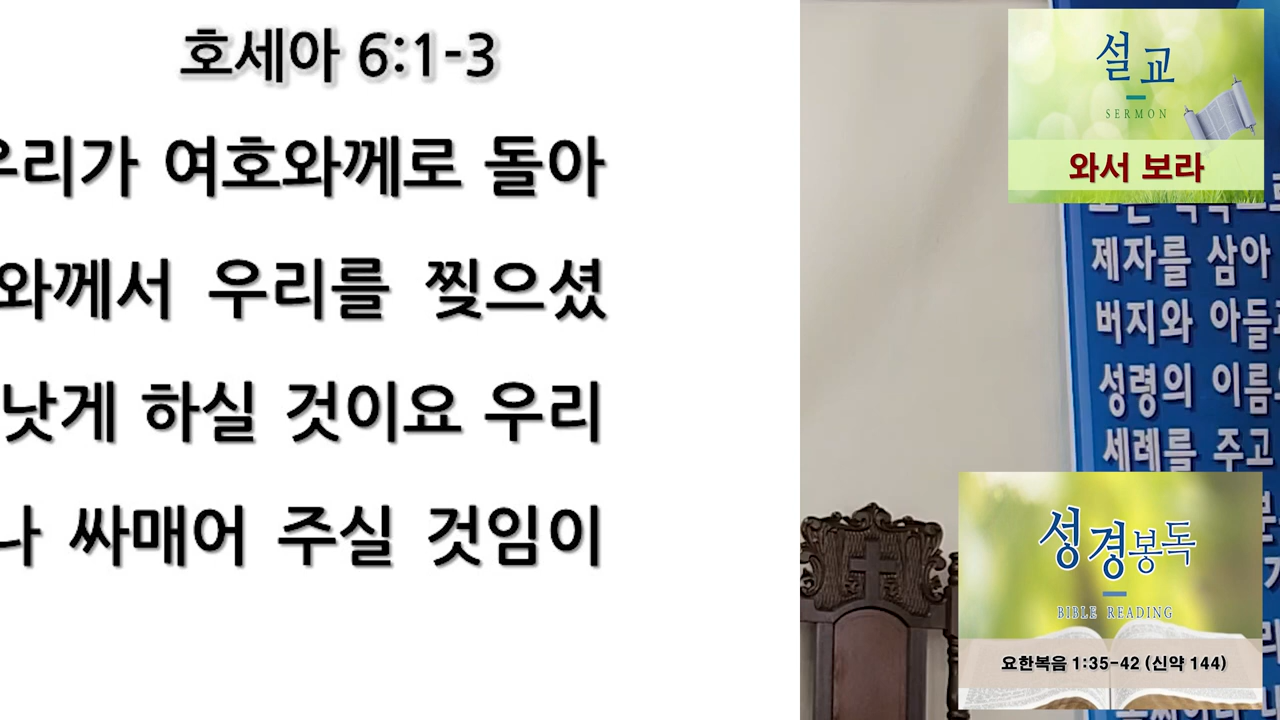 호세아 6:1-3
우리가 여호와께로 돌아
와께서 우리를 찢으셨
낫게 하실 것이요 우리
나 싸매어 주실 것임이
설교
SERMON
와서 보라
제자를 삼아
버지와 아들
성령의 이름
세례를 주고
성경봉독
BIBLE READING
요한복음 1:35-42 (신약 144)